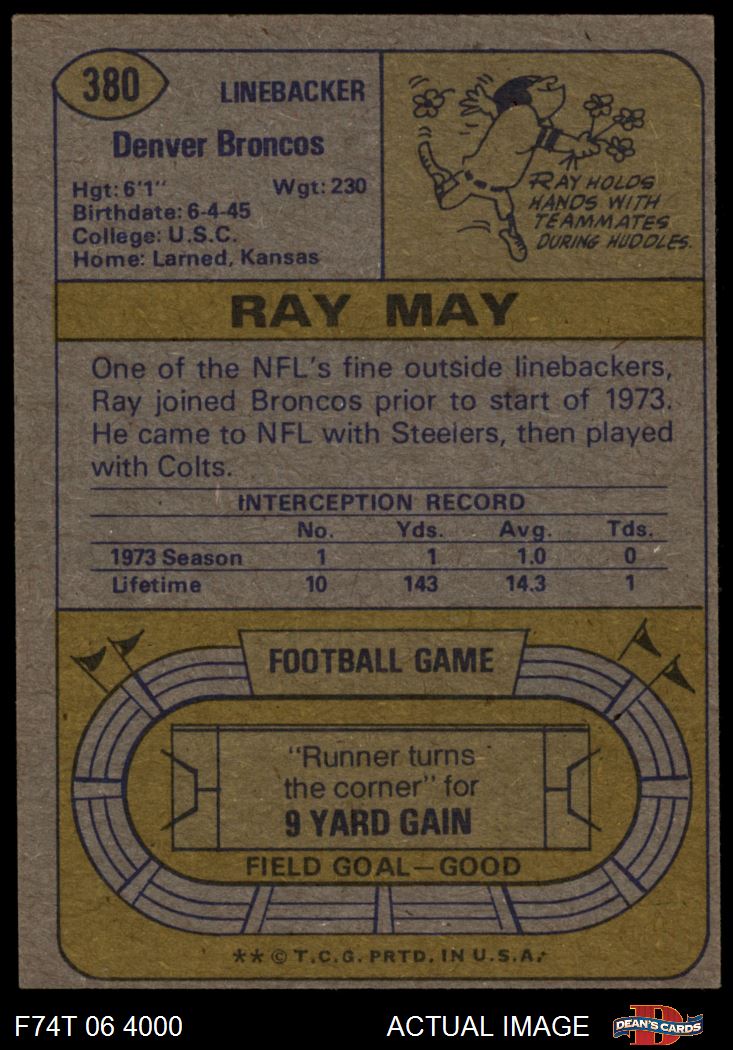 380
LINEBACKER
Denver Broncos
Hgt: 6'1" Wgt: 230
Birthdate: 6-4-45
College: U.S.C.
Home: Larned, Kansas
RAY HOLDS
HANDS WITH
TEAMMATES
DURING HUDDLES.
RAY MAY
One of the NFL's fine outside linebackers,
Ray joined Broncos prior to start of 1973.
He came to NFL with Steelers, then played
with Colts.
INTERCEPTION RECORD
No. Yds. Avg. Tds.
1973 Season 1 1 1.0 0
Lifetime 10 143 14.3 1
FOOTBALL GAME
"Runner turns
the corner" for
9 YARD GAIN
FIELD GOAL—GOOD
** © T.C.G. PRTD. IN U.S.A.
F74T 06 4000 ACTUAL IMAGE DEAN'S CARDS